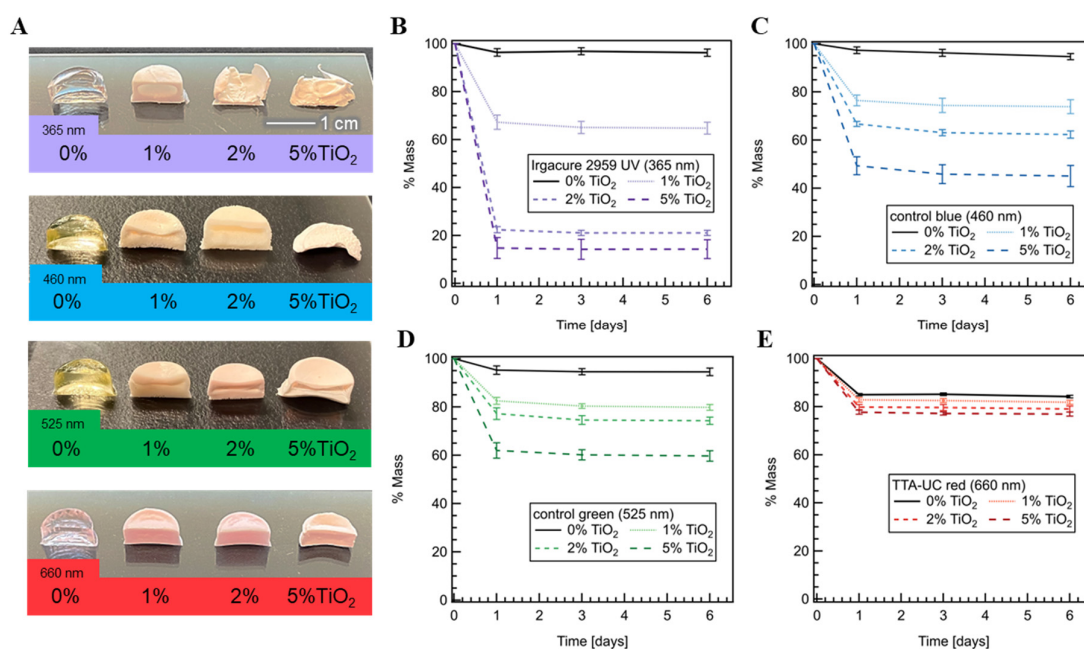 A
365 nm
1 cm
0% 1% 2% 5%TiO₂
460 nm
0% 1% 2% 5%TiO₂
525 nm
0% 1% 2% 5%TiO₂
660 nm
0% 1% 2% 5%TiO₂
B
100
80
60
40
20
0
% Mass
Irgacure 2959 UV (365 nm)
0% TiO₂ 1% TiO₂
2% TiO₂ 5% TiO₂
0 1 2 3 4 5 6
Time [days]
C
100
80
60
40
20
0
% Mass
control blue (460 nm)
0% TiO₂ 1% TiO₂
2% TiO₂ 5% TiO₂
0 1 2 3 4 5 6
Time [days]
D
100
80
60
40
20
0
% Mass
control green (525 nm)
0% TiO₂ 1% TiO₂
2% TiO₂ 5% TiO₂
0 1 2 3 4 5 6
Time [days]
E
100
80
60
40
20
0
% Mass
TTA-UC red (660 nm)
0% TiO₂ 1% TiO₂
2% TiO₂ 5% TiO₂
0 1 2 3 4 5 6
Time [days]